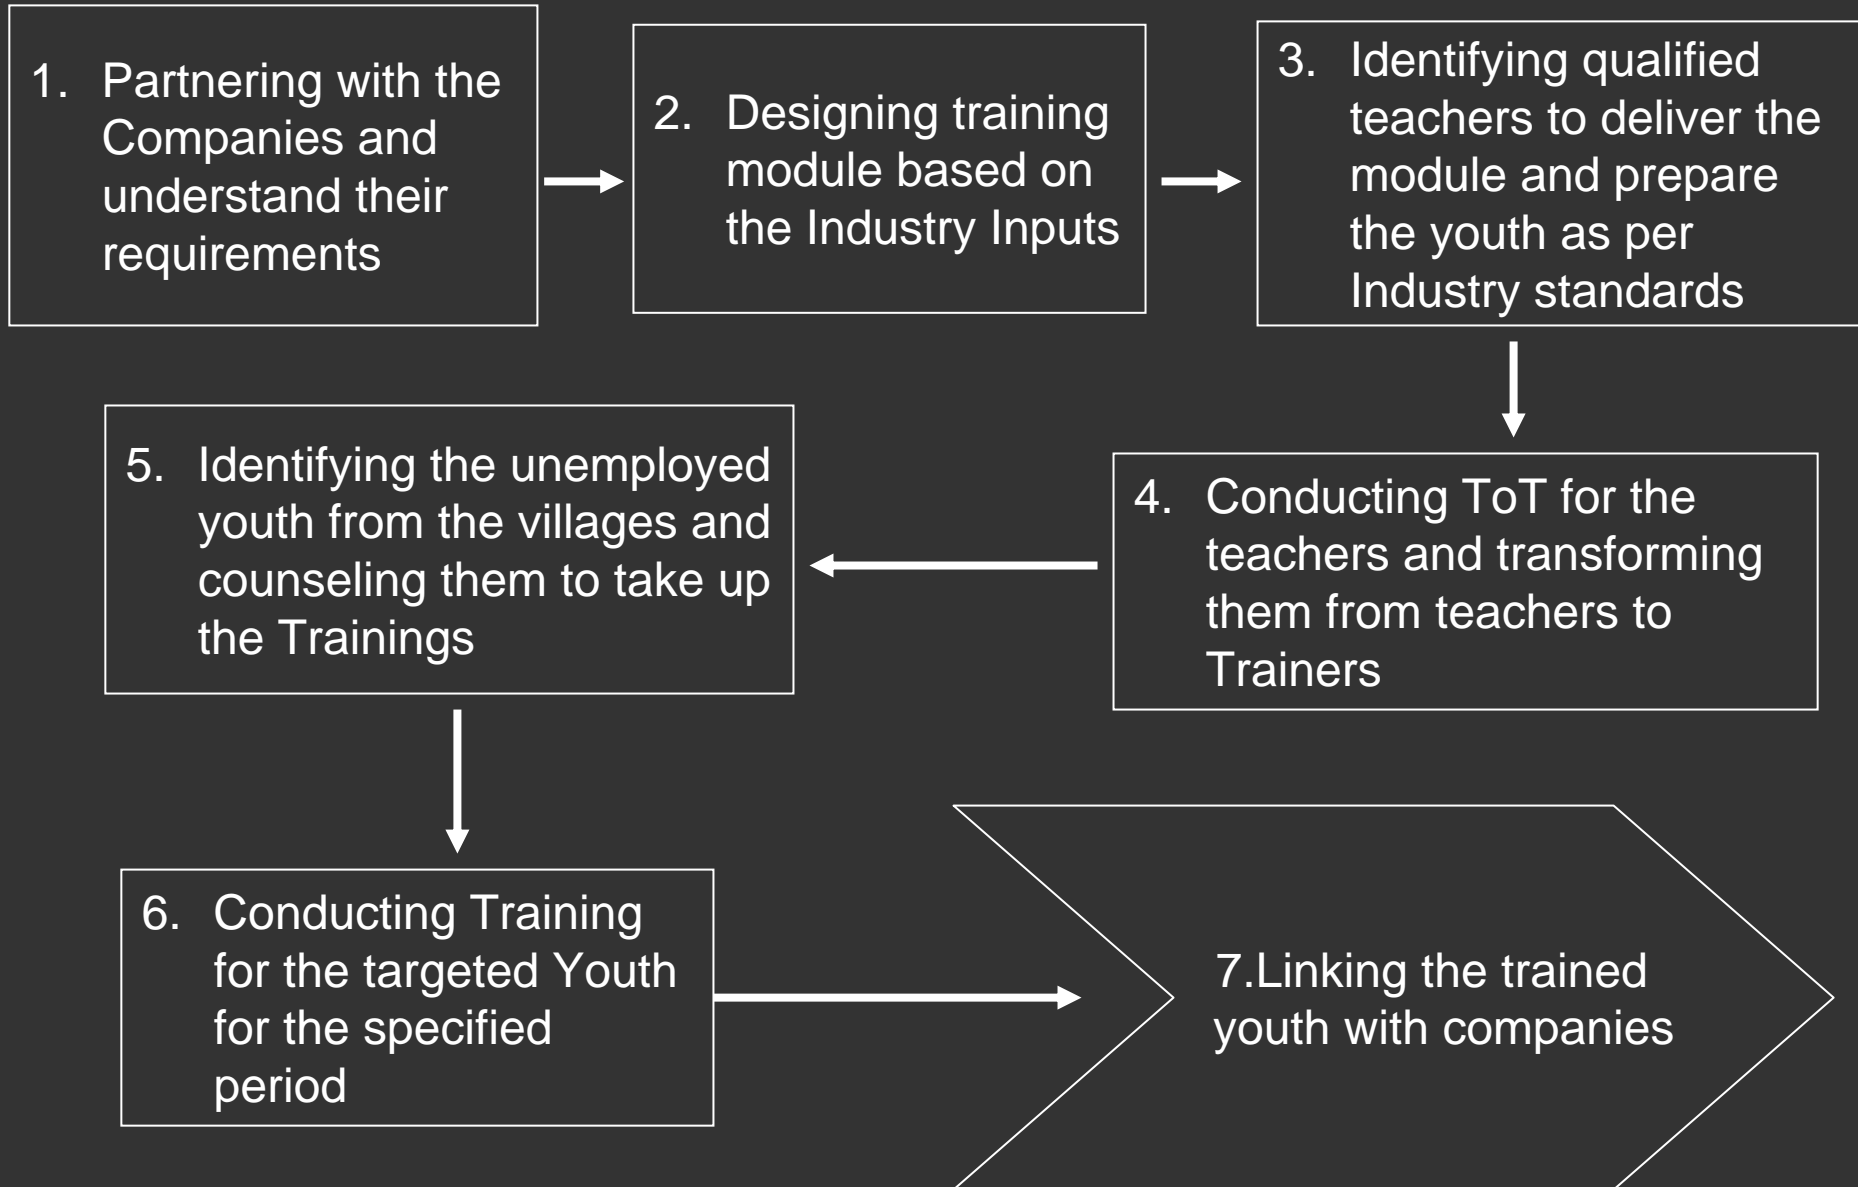 1. Partnering with the
Companies and
understand their
requirements
2. Designing training
module based on
the Industry Inputs
3. Identifying qualified
teachers to deliver the
module and prepare
the youth as per
Industry standards
4. Conducting ToT for the
teachers and transforming
them from teachers to
Trainers
5. Identifying the unemployed
youth from the villages and
counseling them to take up
the Trainings
6. Conducting Training
for the targeted Youth
for the specified
period
7.Linking the trained
youth with companies